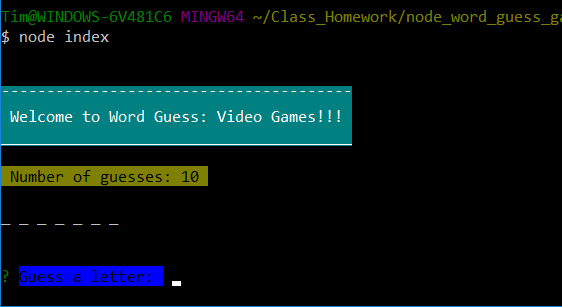 Tim@WINDOWS-6V481C6 MINGW64 ~/Class_Homework/node_word_guess_ga
$ node index
---------------------------------------
Welcome to Word Guess: Video Games!!!
Number of guesses: 10
_ _ _ _ _ _ _
? Guess a letter: